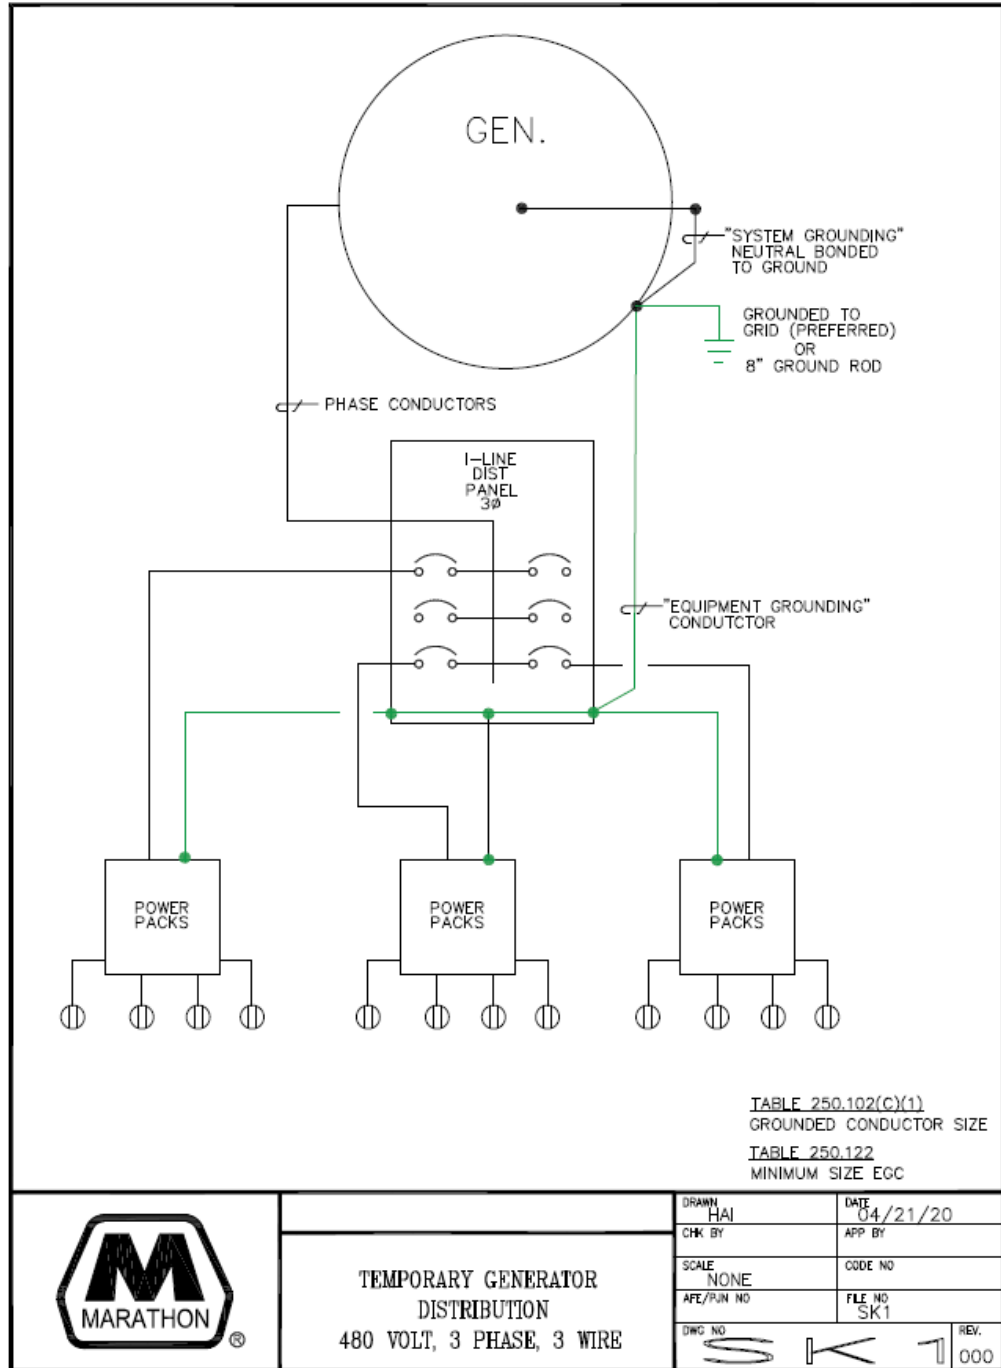 GEN.
"SYSTEM GROUNDING"
NEUTRAL BONDED
TO GROUND
GROUNDED TO
GRID (PREFERRED)
OR
8" GROUND ROD
PHASE CONDUCTORS
I-LINE
DIST
PANEL
3Ø
"EQUIPMENT GROUNDING"
CONDUTCTOR
POWER
PACKS
POWER
PACKS
POWER
PACKS
TABLE 250.102(C)(1)
GROUNDED CONDUCTOR SIZE
TABLE 250.122
MINIMUM SIZE EGC
M
MARATHON
®
TEMPORARY GENERATOR
DISTRIBUTION
480 VOLT, 3 PHASE, 3 WIRE
DRAWN
HAI
DATE
04/21/20
CHK BY
APP BY
SCALE
NONE
CODE NO
AFE/PJN NO
FILE NO
SK1
DWG NO
SK1
REV.
000